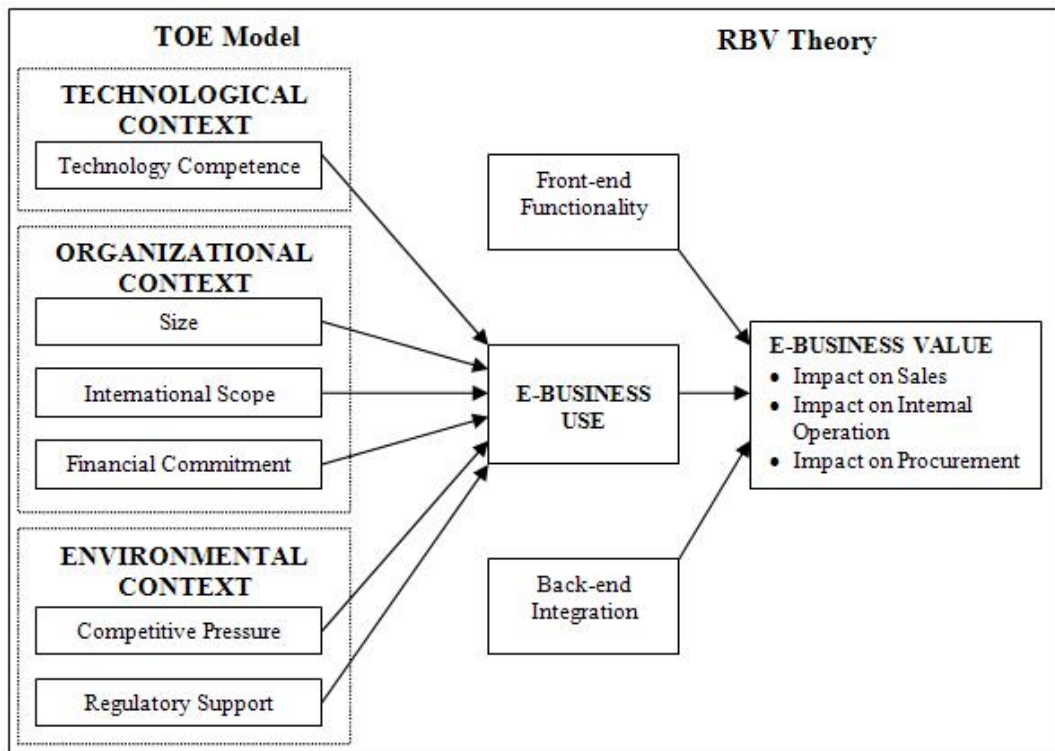 TOE Model
RBV Theory
TECHNOLOGICAL
CONTEXT
Technology Competence
ORGANIZATIONAL
CONTEXT
Size
International Scope
Financial Commitment
ENVIRONMENTAL
CONTEXT
Competitive Pressure
Regulatory Support
E-BUSINESS
USE
Front-end
Functionality
Back-end
Integration
E-BUSINESS VALUE
• Impact on Sales
• Impact on Internal
Operation
• Impact on Procurement